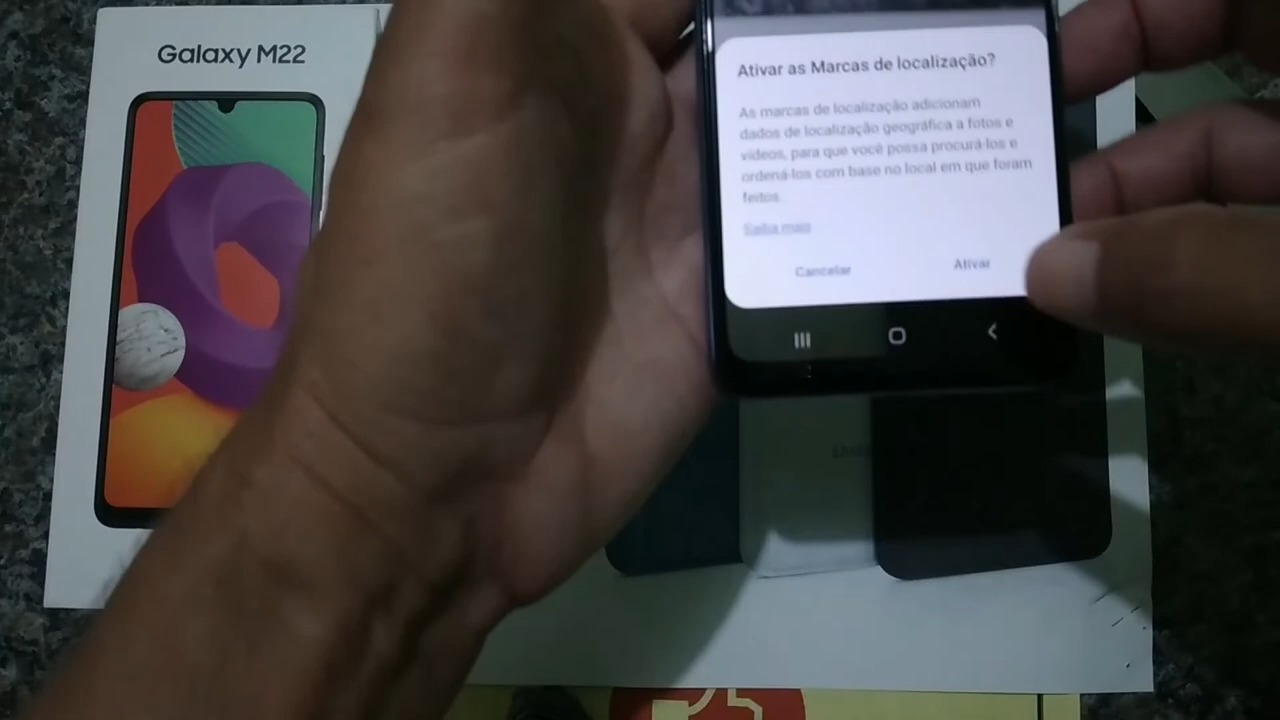 Galaxy M22
Ativar as Marcas de localização?
As marcas de localização adicionam
dados de localização geográfica a fotos e
vídeos, para que você possa procurá-los e
ordená-los com base no local em que foram
feitos.
Saiba mais
Cancelar
Ativar